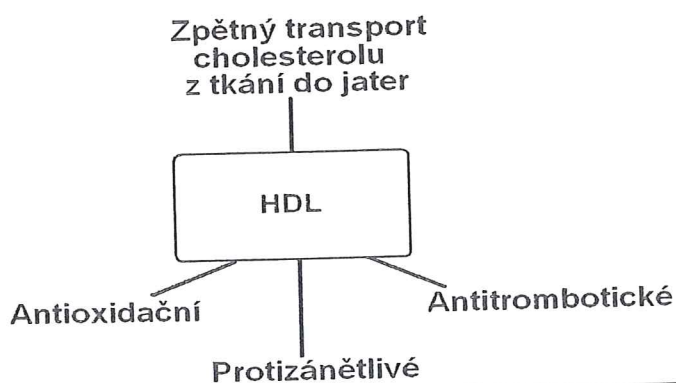 Zpětný transport
cholesterolu
z tkání do jater
HDL
Antioxidační
Antitrombotické
Protizánětlivé